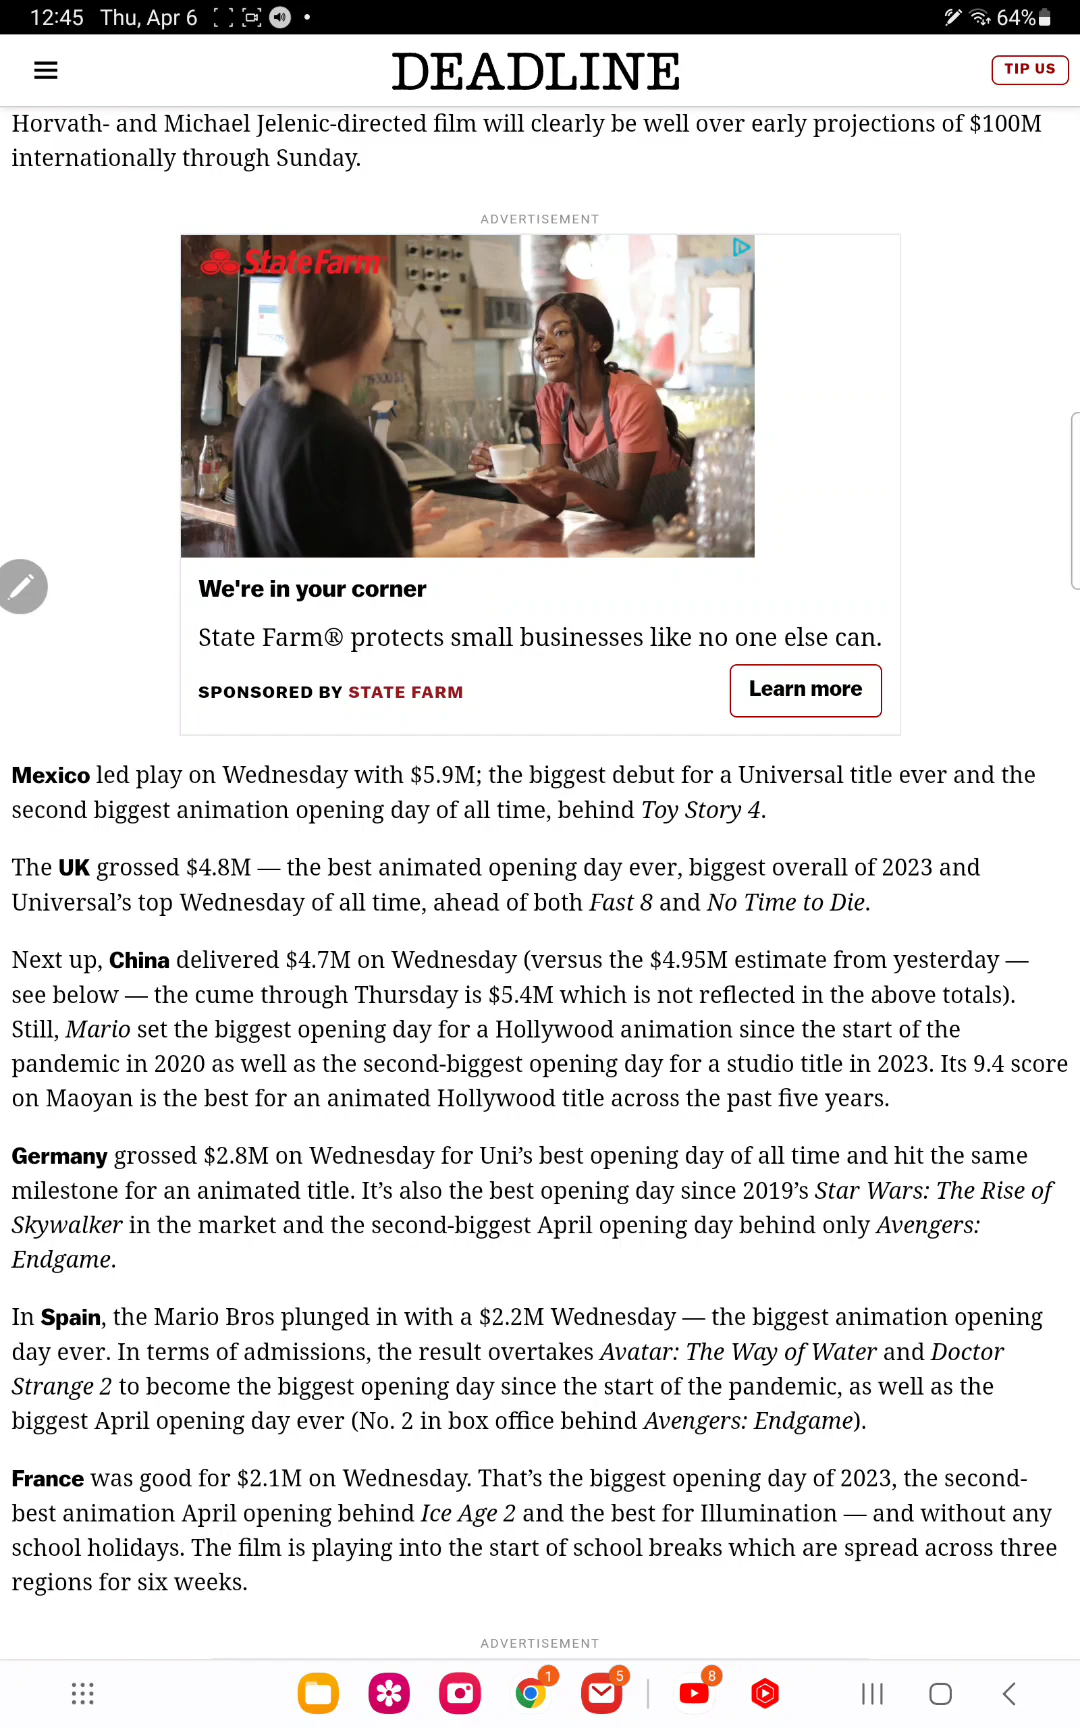 12:45 Thu, Apr 6
64%
DEADLINE
TIP US
Horvath- and Michael Jelenic-directed film will clearly be well over early projections of $100M
internationally through Sunday.
ADVERTISEMENT
StateFarm
We're in your corner
State Farm® protects small businesses like no one else can.
SPONSORED BY STATE FARM
Learn more
Mexico led play on Wednesday with $5.9M; the biggest debut for a Universal title ever and the
second biggest animation opening day of all time, behind Toy Story 4.
The UK grossed $4.8M — the best animated opening day ever, biggest overall of 2023 and
Universal’s top Wednesday of all time, ahead of both Fast 8 and No Time to Die.
Next up, China delivered $4.7M on Wednesday (versus the $4.95M estimate from yesterday —
see below — the cume through Thursday is $5.4M which is not reflected in the above totals).
Still, Mario set the biggest opening day for a Hollywood animation since the start of the
pandemic in 2020 as well as the second-biggest opening day for a studio title in 2023. Its 9.4 score
on Maoyan is the best for an animated Hollywood title across the past five years.
Germany grossed $2.8M on Wednesday for Uni’s best opening day of all time and hit the same
milestone for an animated title. It’s also the best opening day since 2019’s Star Wars: The Rise of
Skywalker in the market and the second-biggest April opening day behind only Avengers:
Endgame.
In Spain, the Mario Bros plunged in with a $2.2M Wednesday — the biggest animation opening
day ever. In terms of admissions, the result overtakes Avatar: The Way of Water and Doctor
Strange 2 to become the biggest opening day since the start of the pandemic, as well as the
biggest April opening day ever (No. 2 in box office behind Avengers: Endgame).
France was good for $2.1M on Wednesday. That’s the biggest opening day of 2023, the second-
best animation April opening behind Ice Age 2 and the best for Illumination — and without any
school holidays. The film is playing into the start of school breaks which are spread across three
regions for six weeks.
ADVERTISEMENT
1
5
8